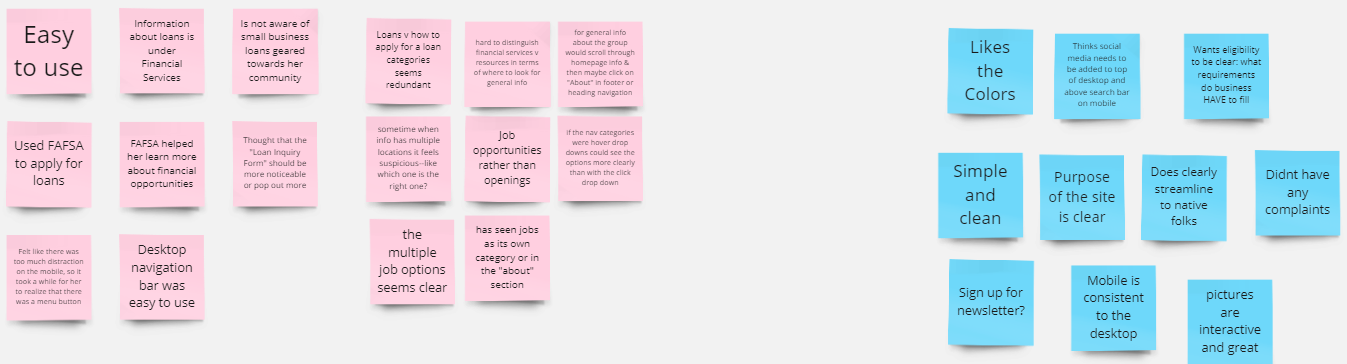 Easy
to use
Information
about loans is
under
Financial
Services
Is not aware of
small business
loans geared
towards her
community
Used FAFSA
to apply for
loans
FAFSA helped
her learn more
about financial
opportunities
Thought that the
"Loan Inquiry
Form" should be
more noticeable
or pop out more
Felt like there was
too much distraction
on the mobile, so it
took a while for her
to realize that there
was a menu button
Desktop
navigation
bar was
easy to use
Loans v how to
apply for a loan
categories
seems
redundant
hard to distinguish
financial services v
resources in terms
of where to look for
general info
for general info
about the group
would scroll through
homepage info &
then maybe click on
"About" in footer or
heading navigation
sometime when
info has multiple
locations it feels
suspicious--like
which one is the
right one?
Job
opportunities
rather than
openings
if the nav categories
were hover drop
downs could see the
options more clearly
than with the click
drop down
the
multiple
job options
seems clear
has seen jobs
as its own
category or in
the "about"
section
Likes
the
Colors
Thinks social
media needs to
be added to top
of desktop and
above search bar
on mobile
Wants eligibility
to be clear: what
requirements
do business
HAVE to fill
Simple
and
clean
Purpose
of the site
is clear
Does clearly
streamline
to native
folks
Didnt have
any
complaints
Sign up for
newsletter?
Mobile is
consistent
to the
desktop
pictures
are
interactive
and great